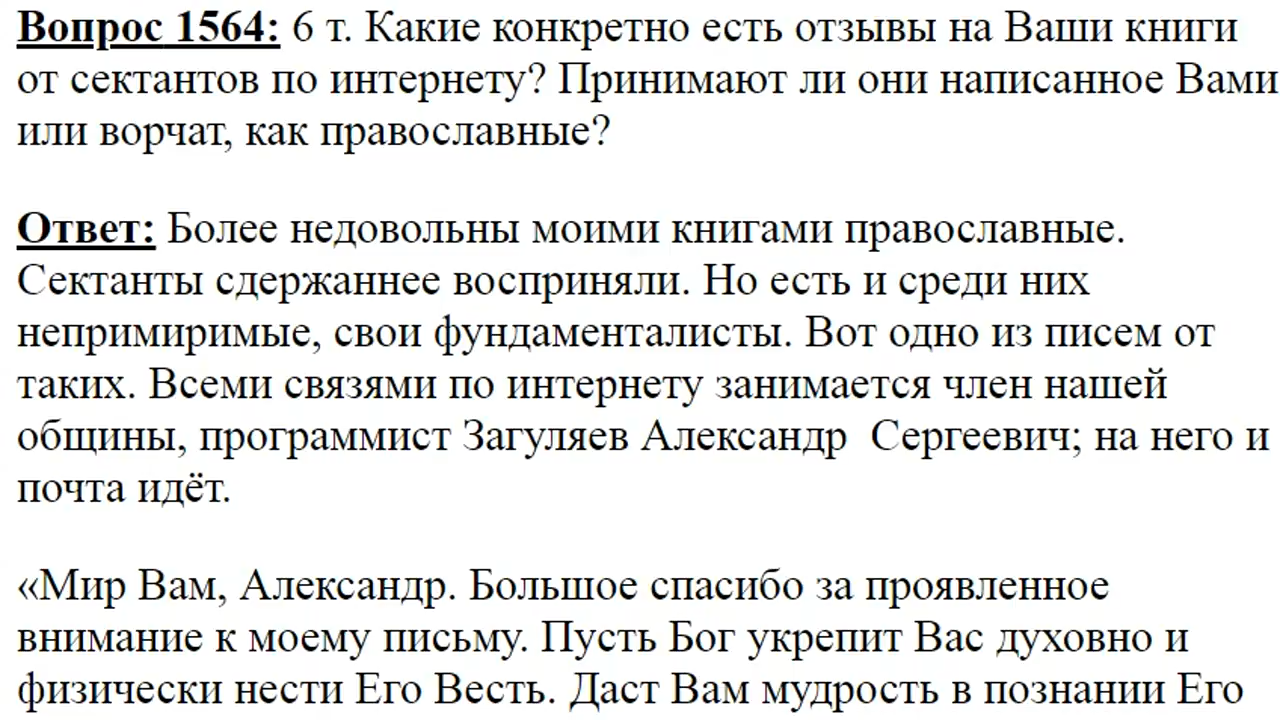 Вопрос 1564: 6 т. Какие конкретно есть отзывы на Ваши книги
от сектантов по интернету? Принимают ли они написанное Вами
или ворчат, как православные?
Ответ: Более недовольны моими книгами православные.
Сектанты сдержаннее восприняли. Но есть и среди них
непримиримые, свои фундаменталисты. Вот одно из писем от
таких. Всеми связями по интернету занимается член нашей
общины, программист Загуляев Александр  Сергеевич; на него и
почта идёт.
«Мир Вам, Александр. Большое спасибо за проявленное
внимание к моему письму. Пусть Бог укрепит Вас духовно и
физически нести Его Весть. Даст Вам мудрость в познании Его